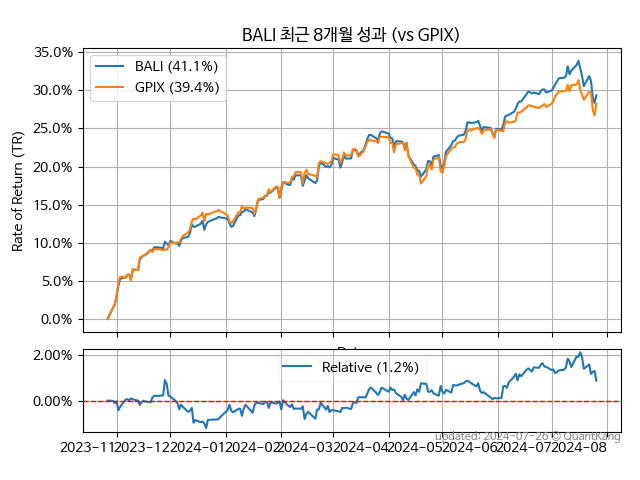 BALI 최근 8개월 성과 (vs GPIX)
35.0%
30.0%
25.0%
20.0%
15.0%
10.0%
5.0%
0.0%
Rate of Return (TR)
BALI (41.1%)
GPIX (39.4%)
2.00%
0.00%
Relative (1.2%)
2023-11 2023-12 2024-01 2024-02 2024-03 2024-04 2024-05 2024-06 2024-07 2024-08
updated: 2024-07-26 © QuantKang